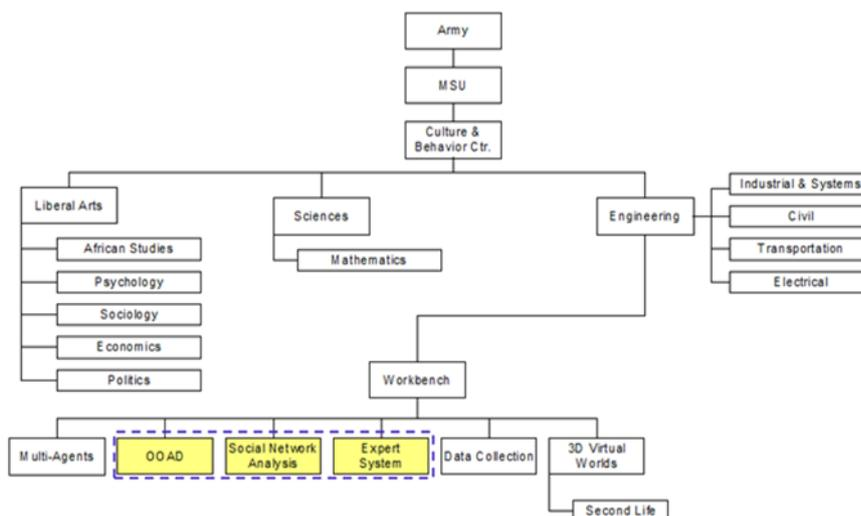 Army
MSU
Culture &
Behavior Ctr.
Liberal Arts
African Studies
Psychology
Sociology
Economics
Politics
Sciences
Mathematics
Engineering
Industrial & Systems
Civil
Transportation
Electrical
Workbench
Multi-Agents
OOAD
Social Network
Analysis
Expert
System
Data Collection
3D Virtual
Worlds
Second Life